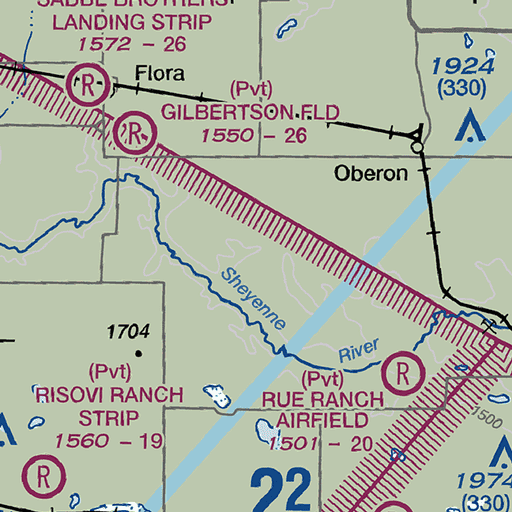 SABBE BROTHERS
LANDING STRIP
1572 - 26
R
Flora
(Pvt)
GILBERTSON FLD
1550 - 26
R
1924
(330)
Oberon
Sheyenne
River
1704
(Pvt)
RISOVI RANCH
STRIP
1560 - 19
R
(Pvt)
RUE RANCH
AIRFIELD
1501 - 20
R
1500
22
1974
(330)